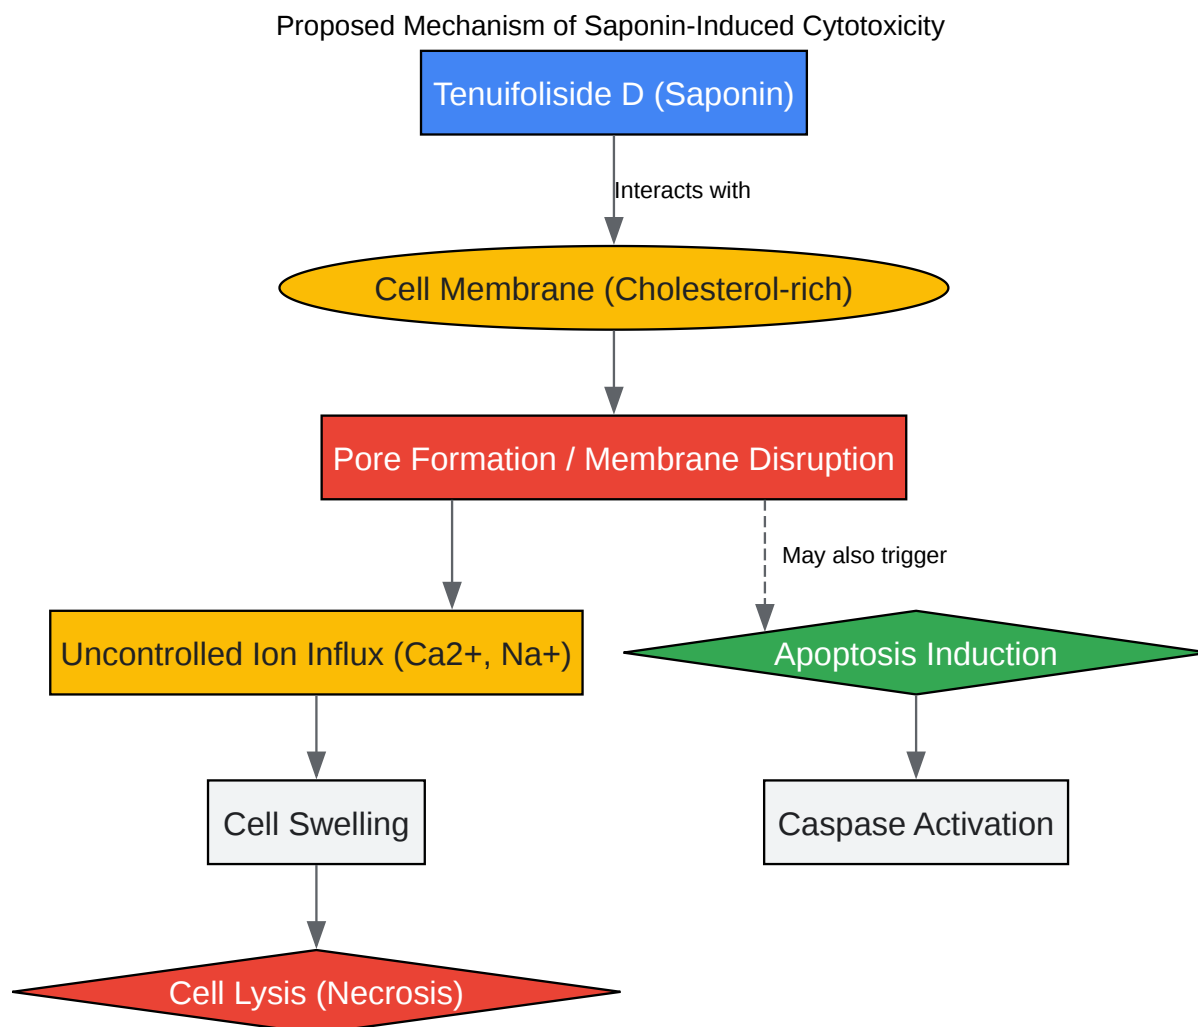 Proposed Mechanism of Saponin-Induced Cytotoxicity
Tenuifoliside D (Saponin)
Interacts with
Cell Membrane (Cholesterol-rich)
Pore Formation / Membrane Disruption
May also trigger
Uncontrolled Ion Influx (Ca2+, Na+)
Apoptosis Induction
Cell Swelling
Caspase Activation
Cell Lysis (Necrosis)